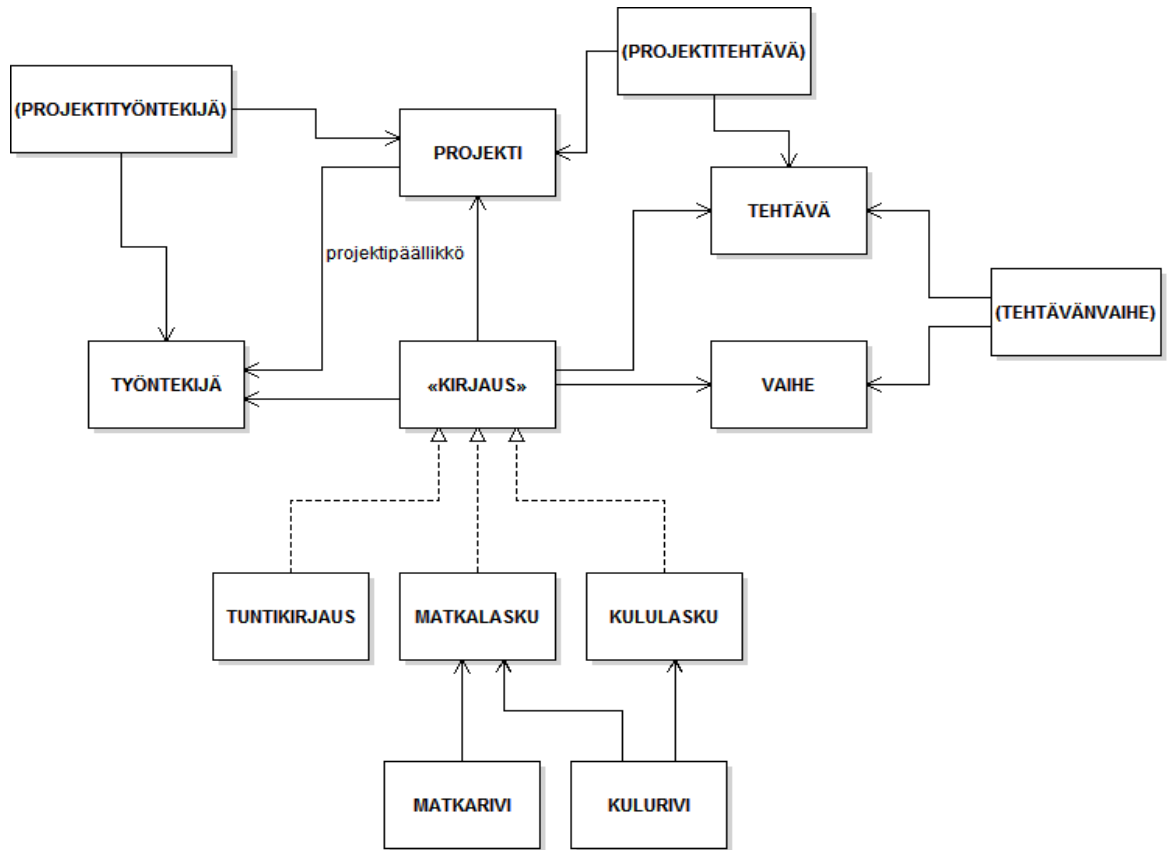 (PROJEKTITEHTÄVÄ)
(PROJEKTITYÖNTEKIJÄ)
PROJEKTI
TEHTÄVÄ
projektipäällikkö
(TEHTÄVÄNVAIHE)
TYÖNTEKIJÄ
«KIRJAUS»
VAIHE
TUNTIKIRJAUS
MATKALASKU
KULULASKU
MATKARIVI
KULURIVI